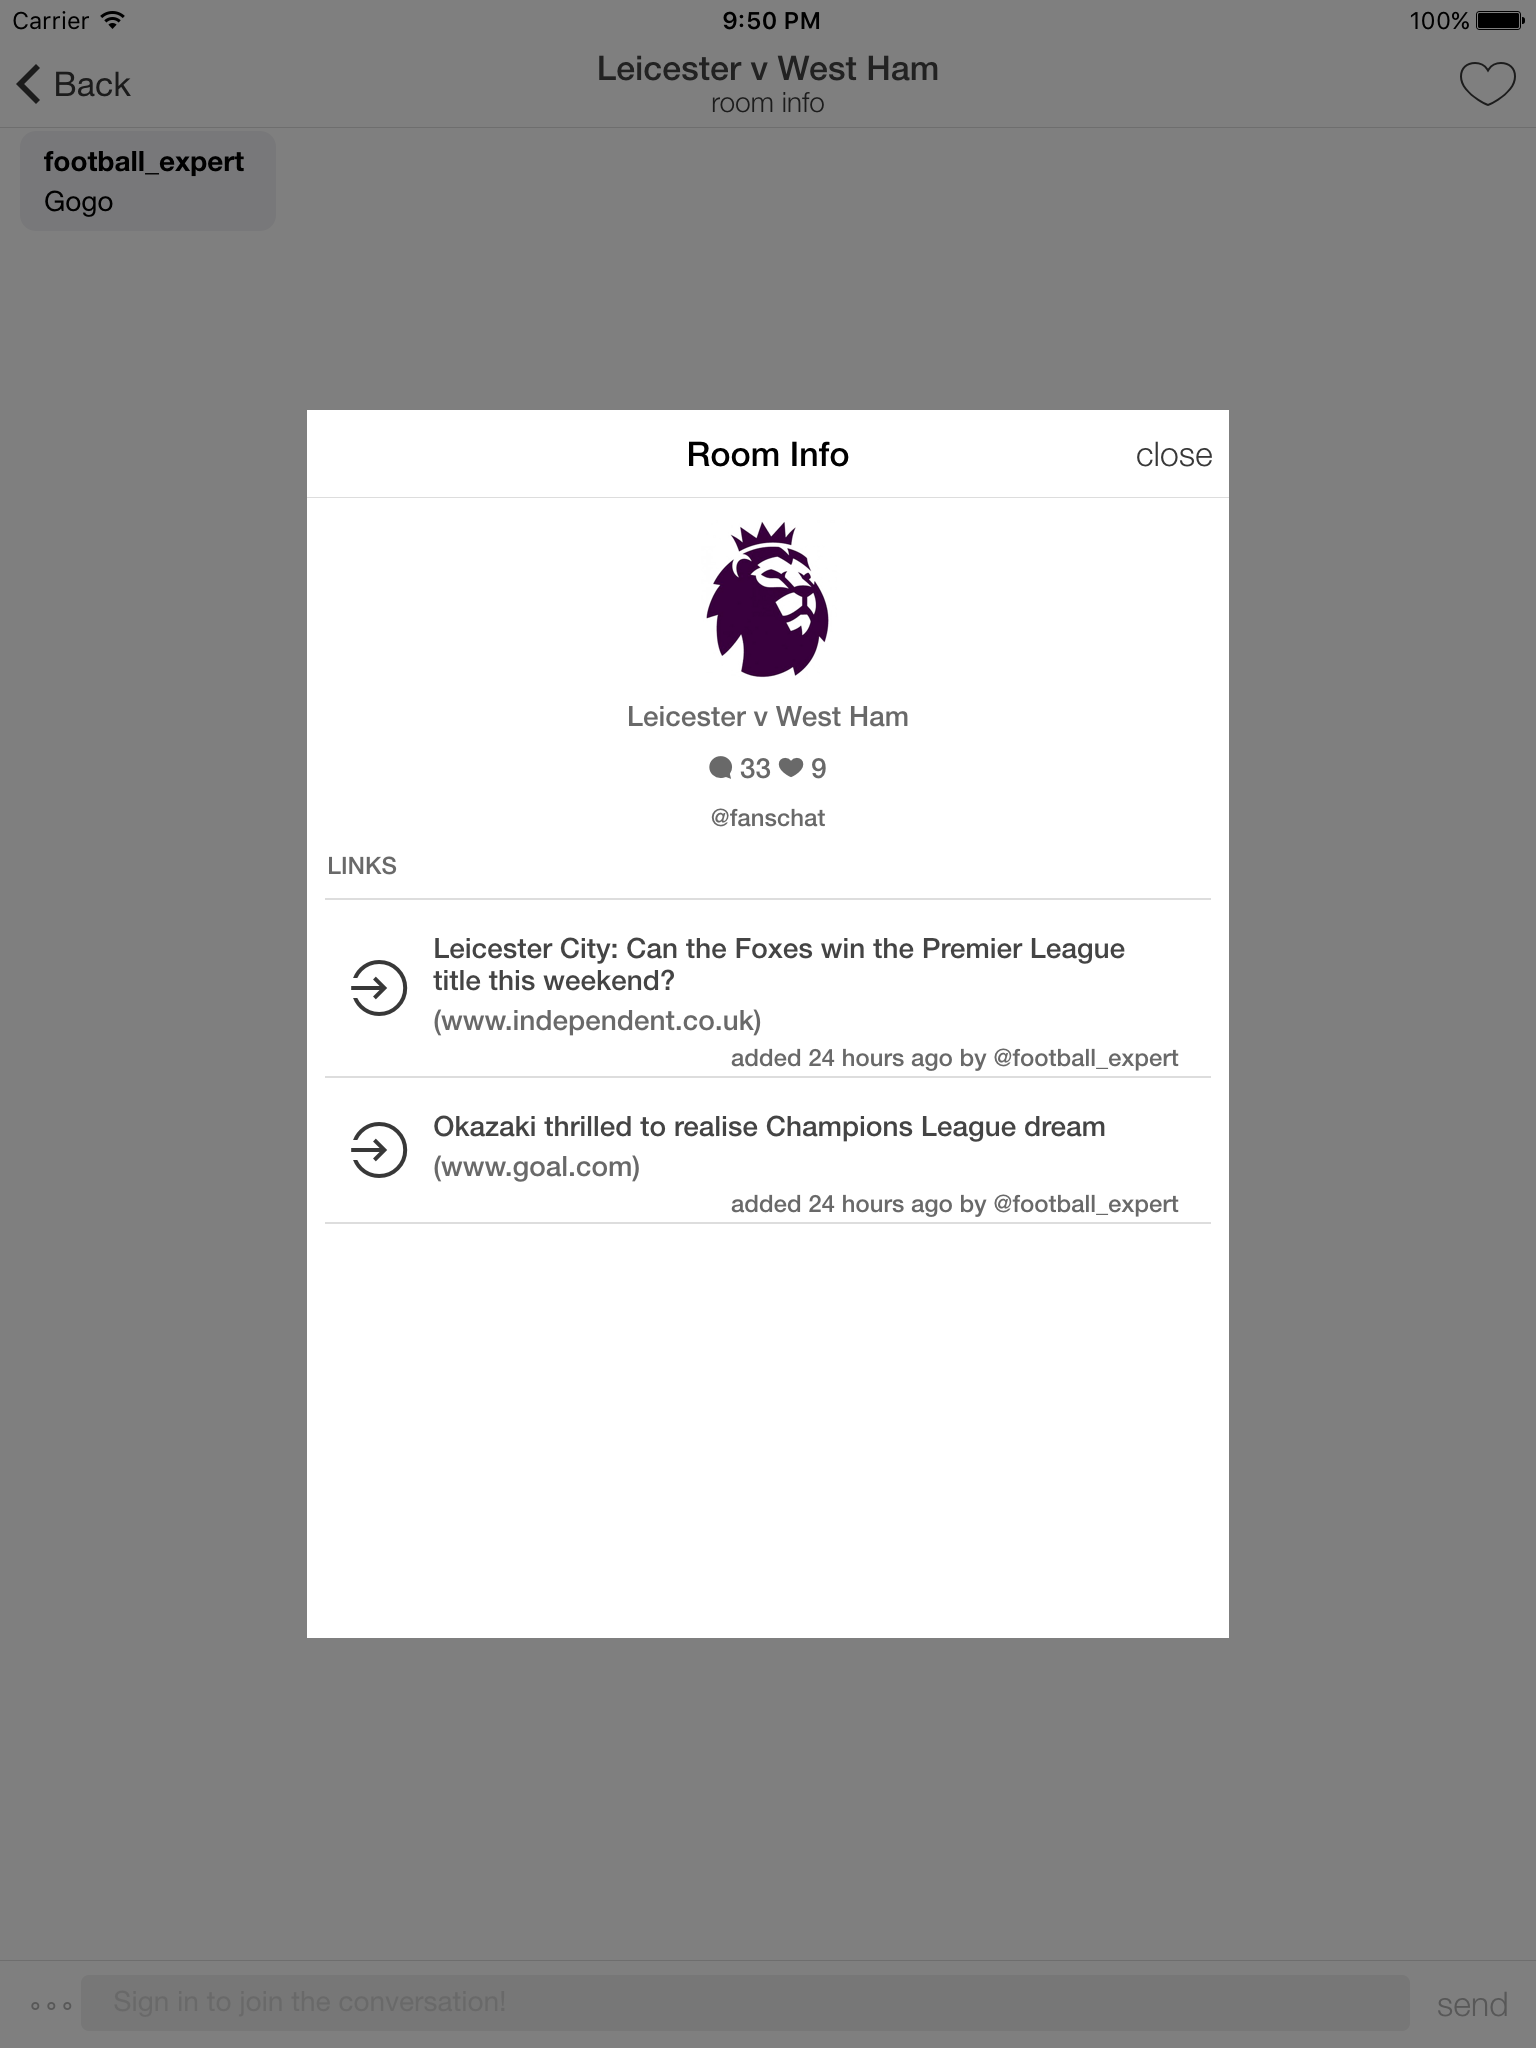 Carrier
9:50 PM
100%
Back
Leicester v West Ham
room info
football_expert
Gogo
Room Info
close
Leicester v West Ham
33 9
@fanschat
LINKS
Leicester City: Can the Foxes win the Premier League
title this weekend?
(www.independent.co.uk)
added 24 hours ago by @football_expert
Okazaki thrilled to realise Champions League dream
(www.goal.com)
added 24 hours ago by @football_expert
Sign in to join the conversation!
send